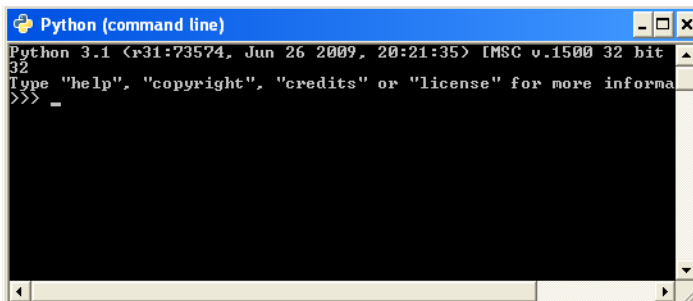 Python (command line)
Python 3.1 (r31:73574, Jun 26 2009, 20:21:35) [MSC v.1500 32 bit
32
Type "help", "copyright", "credits" or "license" for more informa
>>> _